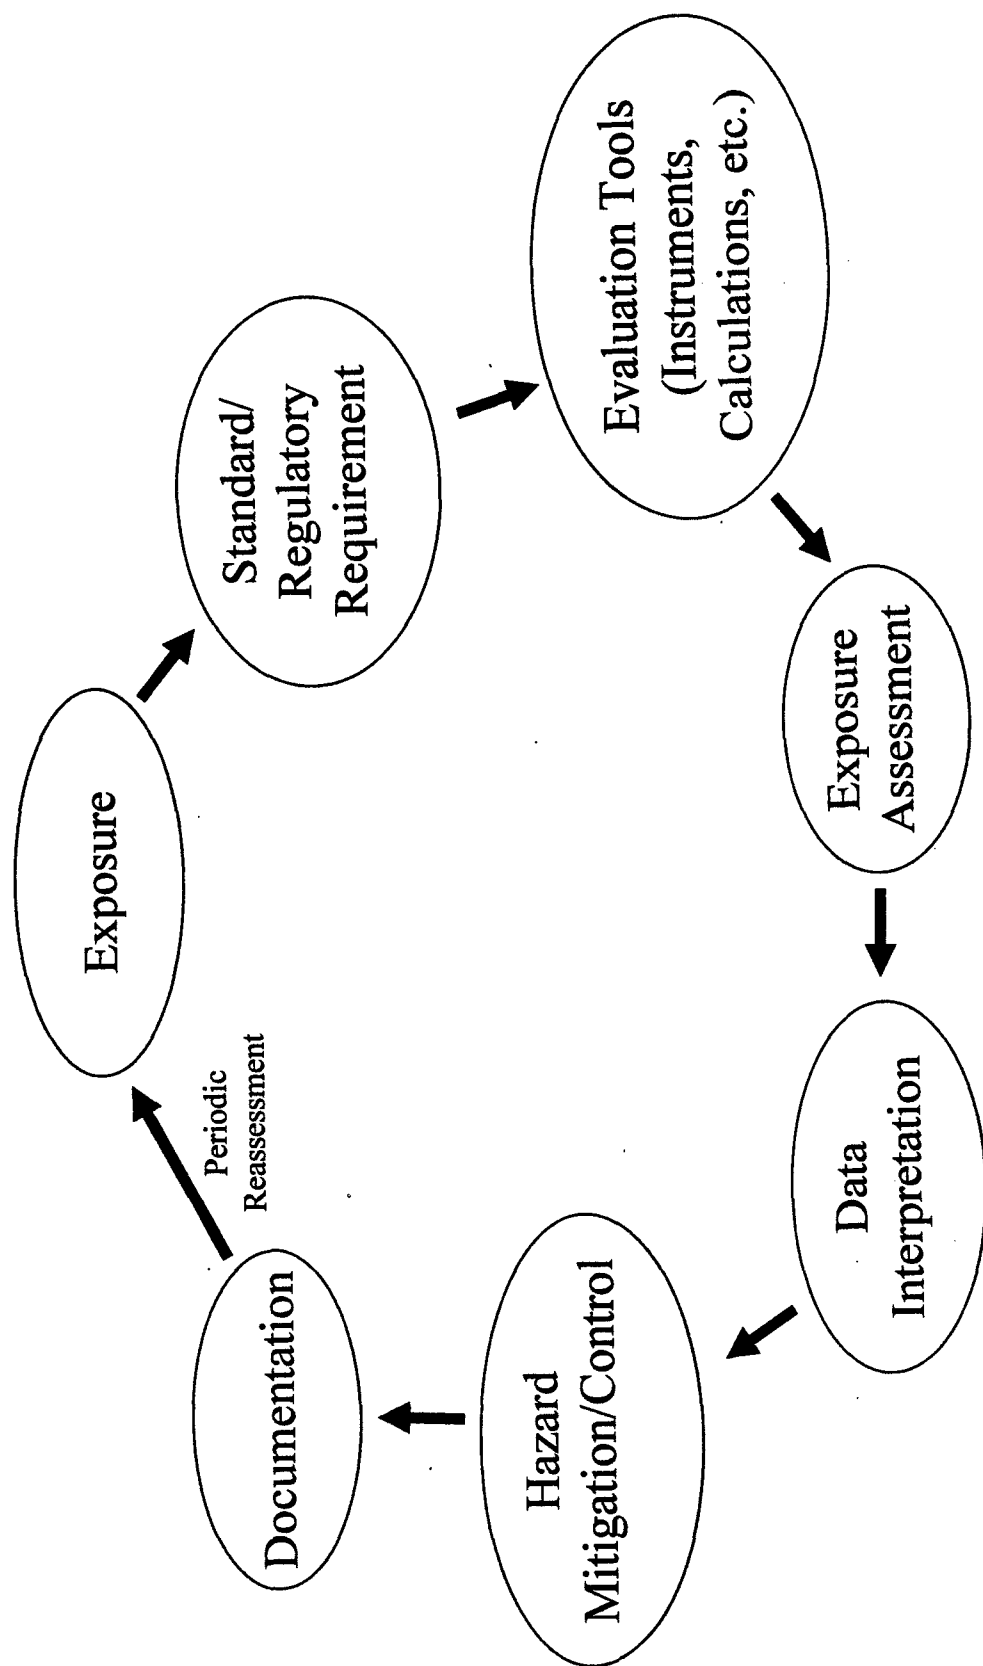 Exposure
Standard/
Regulatory
Requirement
Evaluation Tools
(Instruments,
Calculations, etc.)
Exposure
Assessment
Data
Interpretation
Hazard
Mitigation/Control
Documentation
Periodic
Reassessment